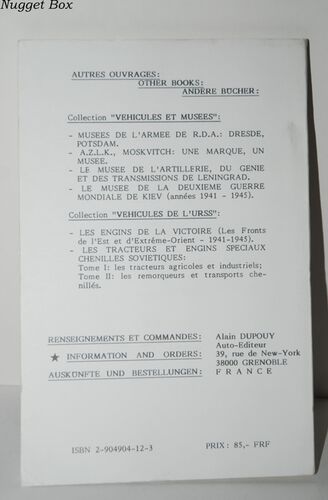 Nugget Box
AUTRES OUVRAGES:
OTHER BOOKS:
ANDERE BÜCHER:
Collection "VEHICULES ET MUSEES":
- MUSEES DE L'ARMEE DE R.D.A.: DRESDE,
POTSDAM.
- A.Z.L.K., MOSKVITCH: UNE MARQUE, UN
MUSEE.
- LE MUSEE DE L'ARTILLERIE, DU GENIE
ET DES TRANSMISSIONS DE LENINGRAD.
- LE MUSEE DE LA DEUXIEME GUERRE
MONDIALE DE KIEV (années 1941 - 1945).
Collection "VEHICULES DE L'URSS":
- LES ENGINS DE LA VICTOIRE (Les Fronts
de l'Est et d'Extrême-Orient - 1941-1945).
- LES TRACTEURS ET ENGINS SPECIAUX
CHENILLES SOVIETIQUES:
Tome I: les tracteurs agricoles et industriels;
Tome II: les remorqueurs et transports che-
nillés.
RENSEIGNEMENTS ET COMMANDES: Alain DUPOUY
Auto-Editeur
★ INFORMATION AND ORDERS: 39, rue de New-York
38000 GRENOBLE
AUSKÜNFTE UND BESTELLUNGEN: FRANCE
ISBN 2-904904-12-3 PRIX: 85,- FRF